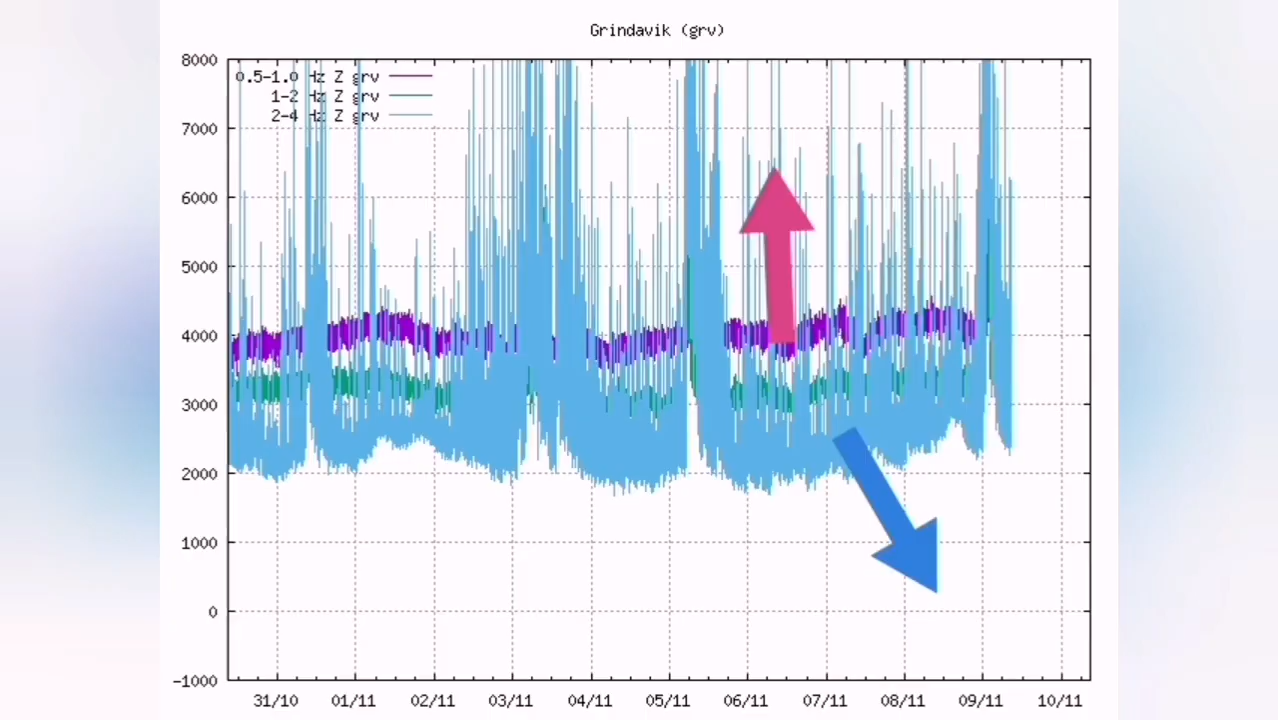 Grindavik (grv)
8000
0.5-1.0 Hz Z grv
1-2 Hz Z grv
2-4 Hz Z grv
7000
6000
5000
4000
3000
2000
1000
0
-1000
31/10 01/11 02/11 03/11 04/11 05/11 06/11 07/11 08/11 09/11 10/11